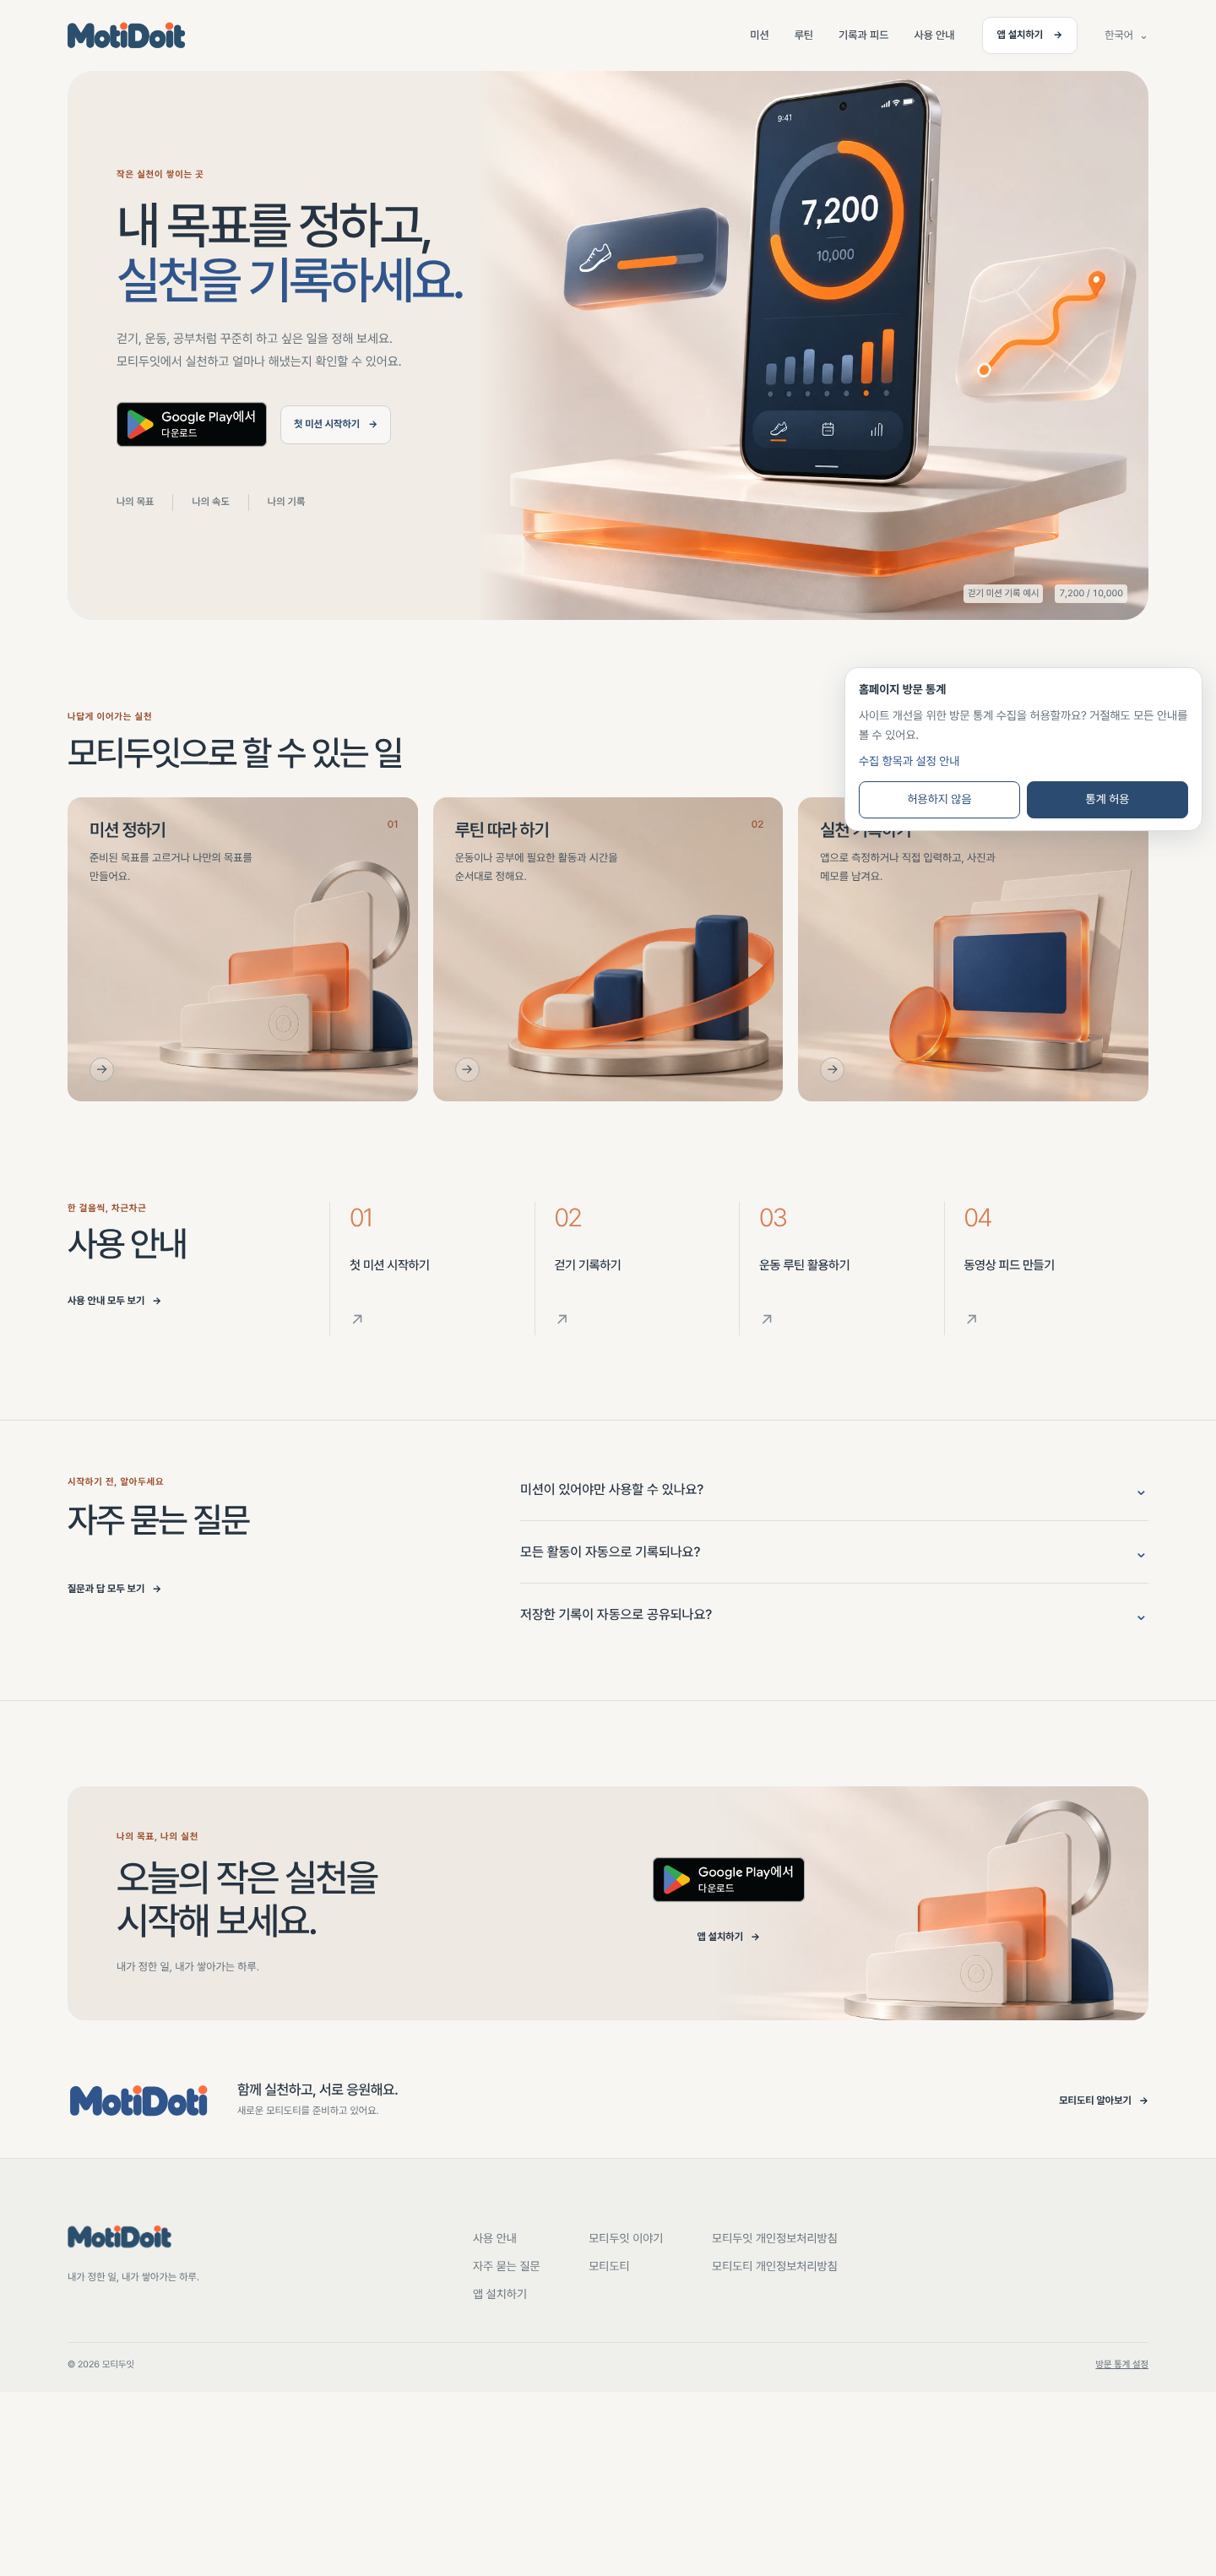 MotiDoit
미션
루틴
기록과 피드
사용 안내
앱 설치하기 →
한국어
작은 실천이 쌓이는 곳
내 목표를 정하고,
실천을 기록하세요.
걷기, 운동, 공부처럼 꾸준히 하고 싶은 일을 정해 보세요.
모티두잇에서 실천하고 얼마나 해냈는지 확인할 수 있어요.
Google Play에서
다운로드
첫 미션 시작하기 →
나의 목표
나의 속도
나의 기록
9:41
7,200
10,000
걷기 미션 기록 예시
7,200 / 10,000
홈페이지 방문 통계
사이트 개선을 위한 방문 통계 수집을 허용할까요? 거절해도 모든 안내를
볼 수 있어요.
수집 항목과 설정 안내
허용하지 않음
통계 허용
나답게 이어가는 실천
모티두잇으로 할 수 있는 일
미션 정하기
01
준비된 목표를 고르거나 나만의 목표를
만들어요.
→
루틴 따라 하기
02
운동이나 공부에 필요한 활동과 시간을
순서대로 정해요.
→
실천 기록하기
앱으로 측정하거나 직접 입력하고, 사진과
메모를 남겨요.
→
한 걸음씩, 차근차근
사용 안내
사용 안내 모두 보기 →
01
첫 미션 시작하기
↗
02
걷기 기록하기
↗
03
운동 루틴 활용하기
↗
04
동영상 피드 만들기
↗
시작하기 전, 알아두세요
자주 묻는 질문
질문과 답 모두 보기 →
미션이 있어야만 사용할 수 있나요?
모든 활동이 자동으로 기록되나요?
저장한 기록이 자동으로 공유되나요?
나의 목표, 나의 실천
오늘의 작은 실천을
시작해 보세요.
내가 정한 일, 내가 쌓아가는 하루.
Google Play에서
다운로드
앱 설치하기 →
MotiDoti
함께 실천하고, 서로 응원해요.
새로운 모티도티를 준비하고 있어요.
모티도티 알아보기 →
MotiDoit
내가 정한 일, 내가 쌓아가는 하루.
사용 안내
자주 묻는 질문
앱 설치하기
모티두잇 이야기
모티도티
모티두잇 개인정보처리방침
모티도티 개인정보처리방침
© 2026 모티두잇
방문 통계 설정